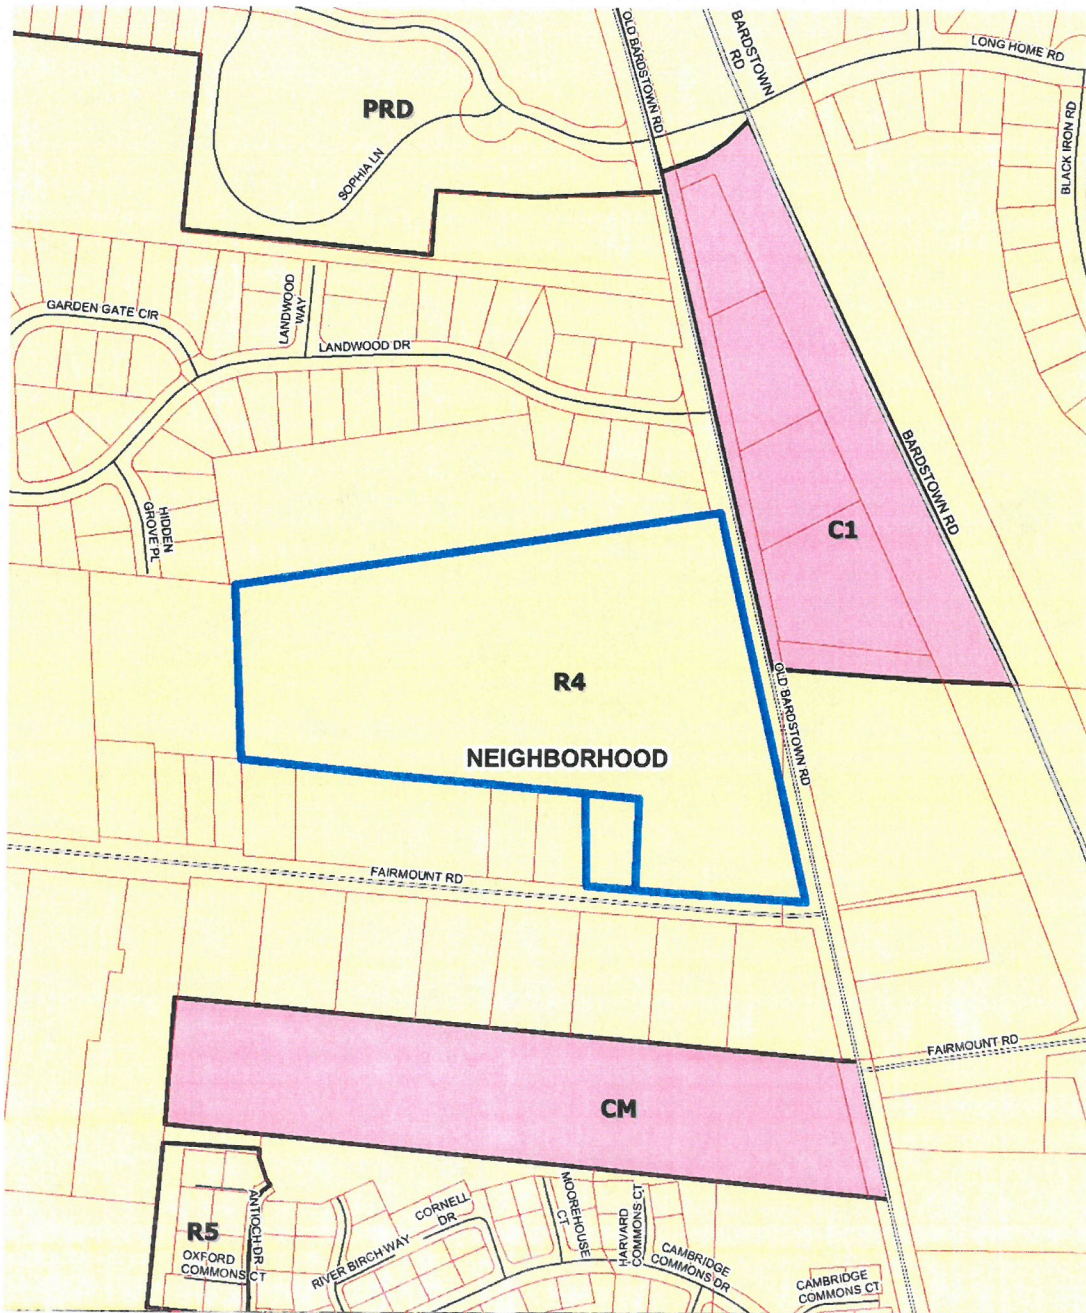 OLD BARDSTOWN RD
BARDSTOWN
RD
LONG HOME RD
BLACK IRON RD
PRD
SOPHIA LN
LANDWOOD
WAY
GARDEN GATE CIR
LANDWOOD DR
BARDSTOWN RD
HIDDEN
GROVE PL
C1
R4
OLD BARDSTOWN RD
NEIGHBORHOOD
FAIRMOUNT RD
FAIRMOUNT RD
CM
R5
ANTIOCH DR
OXFORD
COMMONS CT
RIVER BIRCH WAY
CORNELL
DR
MOOREHOUSE
CT
HARVARD
COMMONS CT
CAMBRIDGE
COMMONS DR
CAMBRIDGE
COMMONS CT